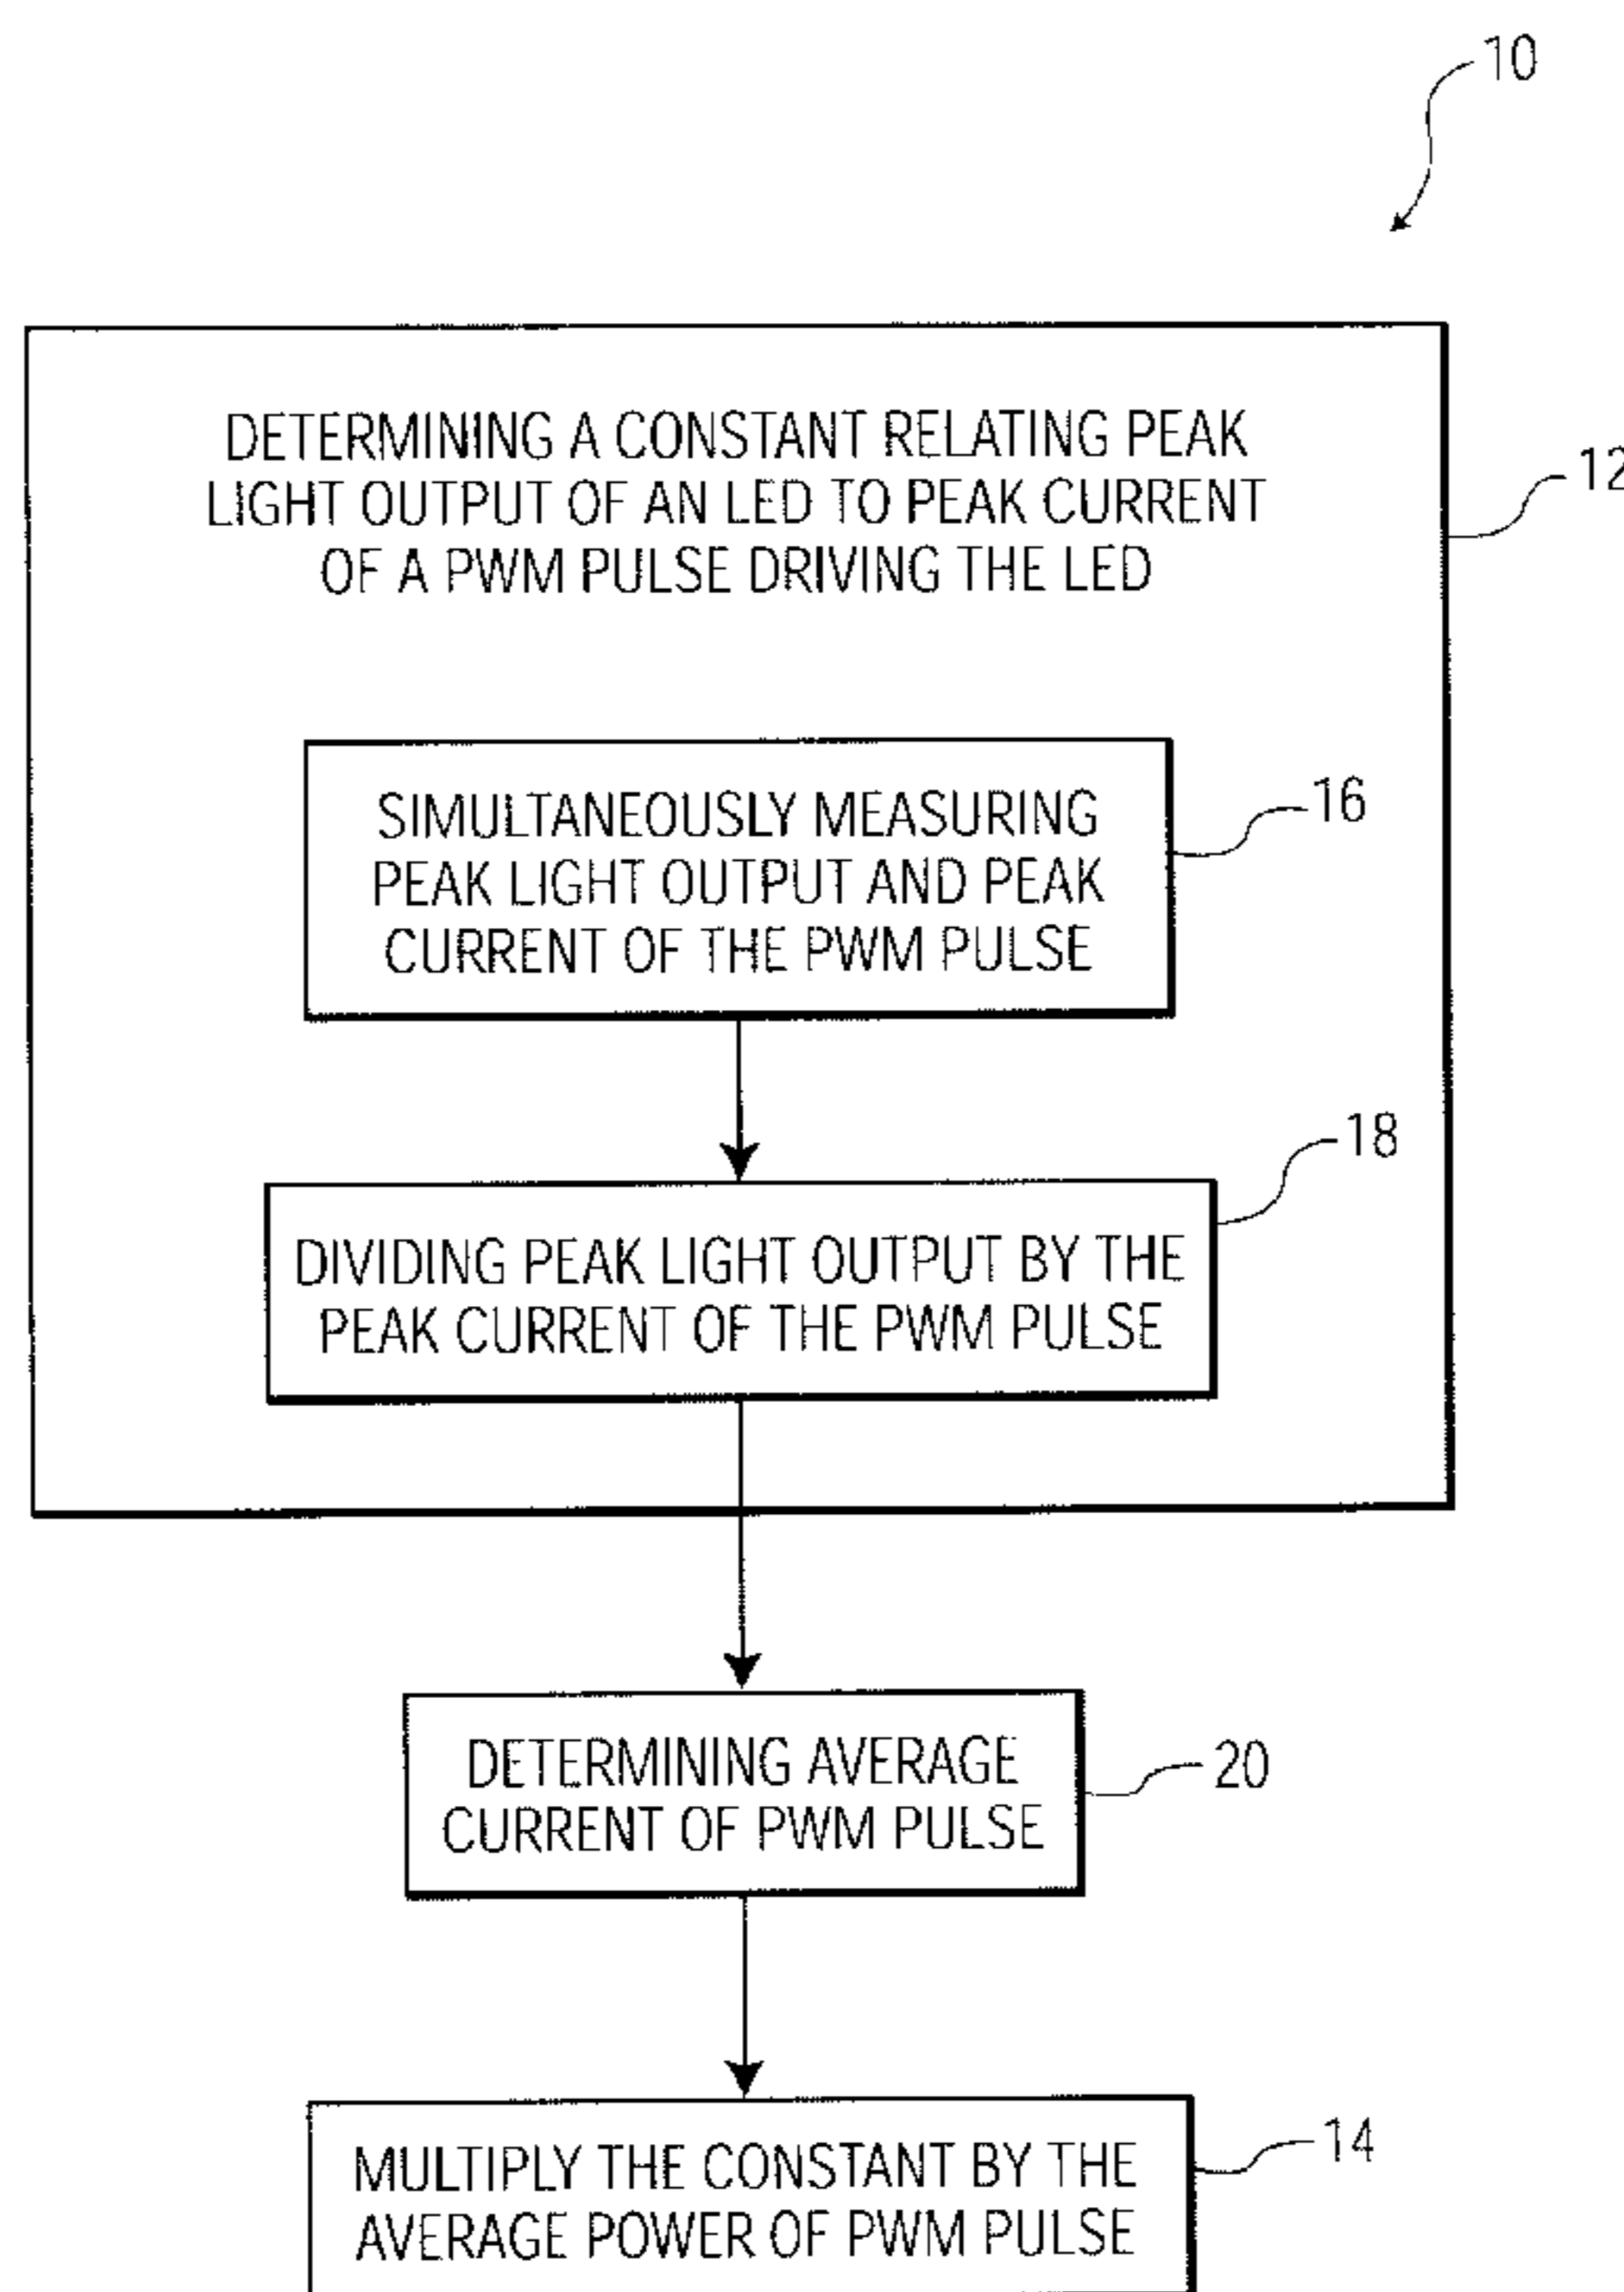 10
DETERMINING A CONSTANT RELATING PEAK
LIGHT OUTPUT OF AN LED TO PEAK CURRENT
OF A PWM PULSE DRIVING THE LED
12
SIMULTANEOUSLY MEASURING
PEAK LIGHT OUTPUT AND PEAK
CURRENT OF THE PWM PULSE
16
18
DIVIDING PEAK LIGHT OUTPUT BY THE
PEAK CURRENT OF THE PWM PULSE
DETERMINING AVERAGE
CURRENT OF PWM PULSE
20
MULTIPLY THE CONSTANT BY THE
AVERAGE POWER OF PWM PULSE
14